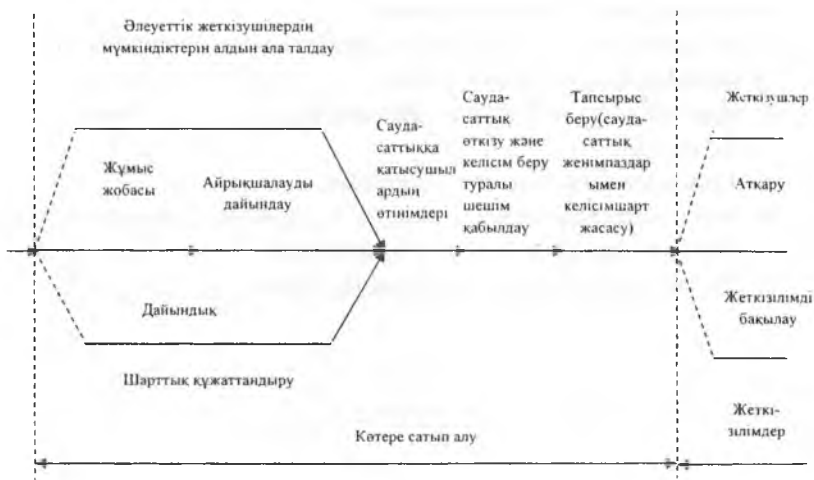 Әлеуеттік жеткізушілердің
мүмкіндіктерін алдын ала талдау
Жұмыс
жобасы
Айрықшалауды
дайындау
Сауда-
саттыққа
қатысушыл
ардың
өтінімдері
Сауда-
саттық
өткізу және
келісім беру
туралы
шешім
қабылдау
Тапсырыс
беру(сауда-
саттық
женімпаздар
ымен
келісімшарт
жасасу)
Жеткізушлер
Атқару
Дайындық
Жеткізілімді
бақылау
Шарттық құжаттандыру
Көтере сатып алу
Жеткі-
зілімдер